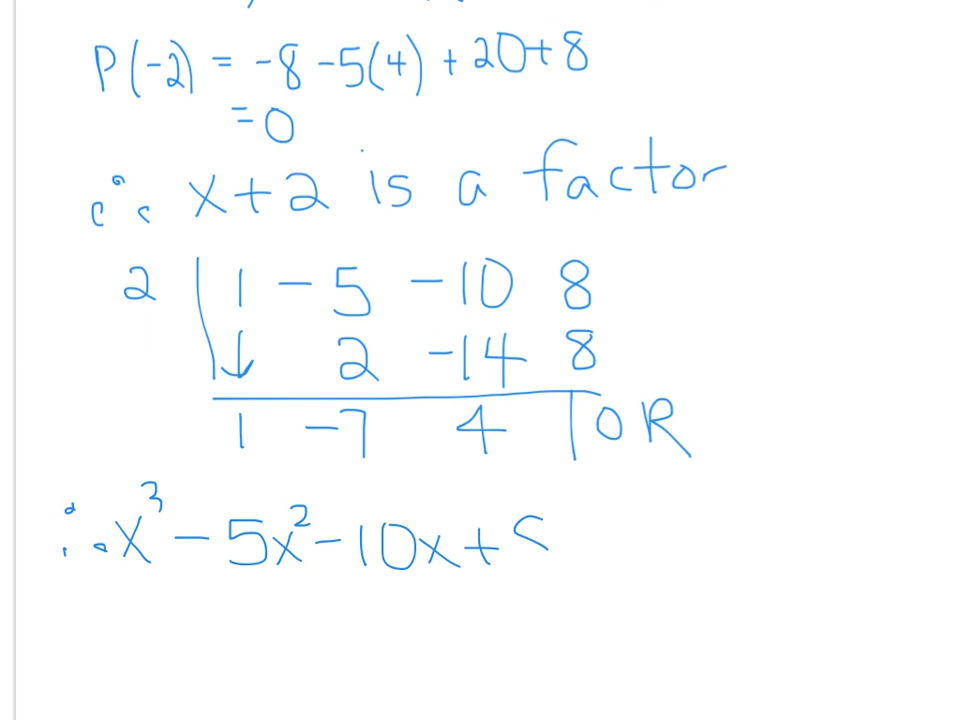 P(-2) = -8 -5(4) + 20+8
=0
∴ x+2 is a factor
2 | 1 -5 -10 8
↓ 2 -14 8
1 -7 4 | 0R
∴ x³ - 5x² - 10x +